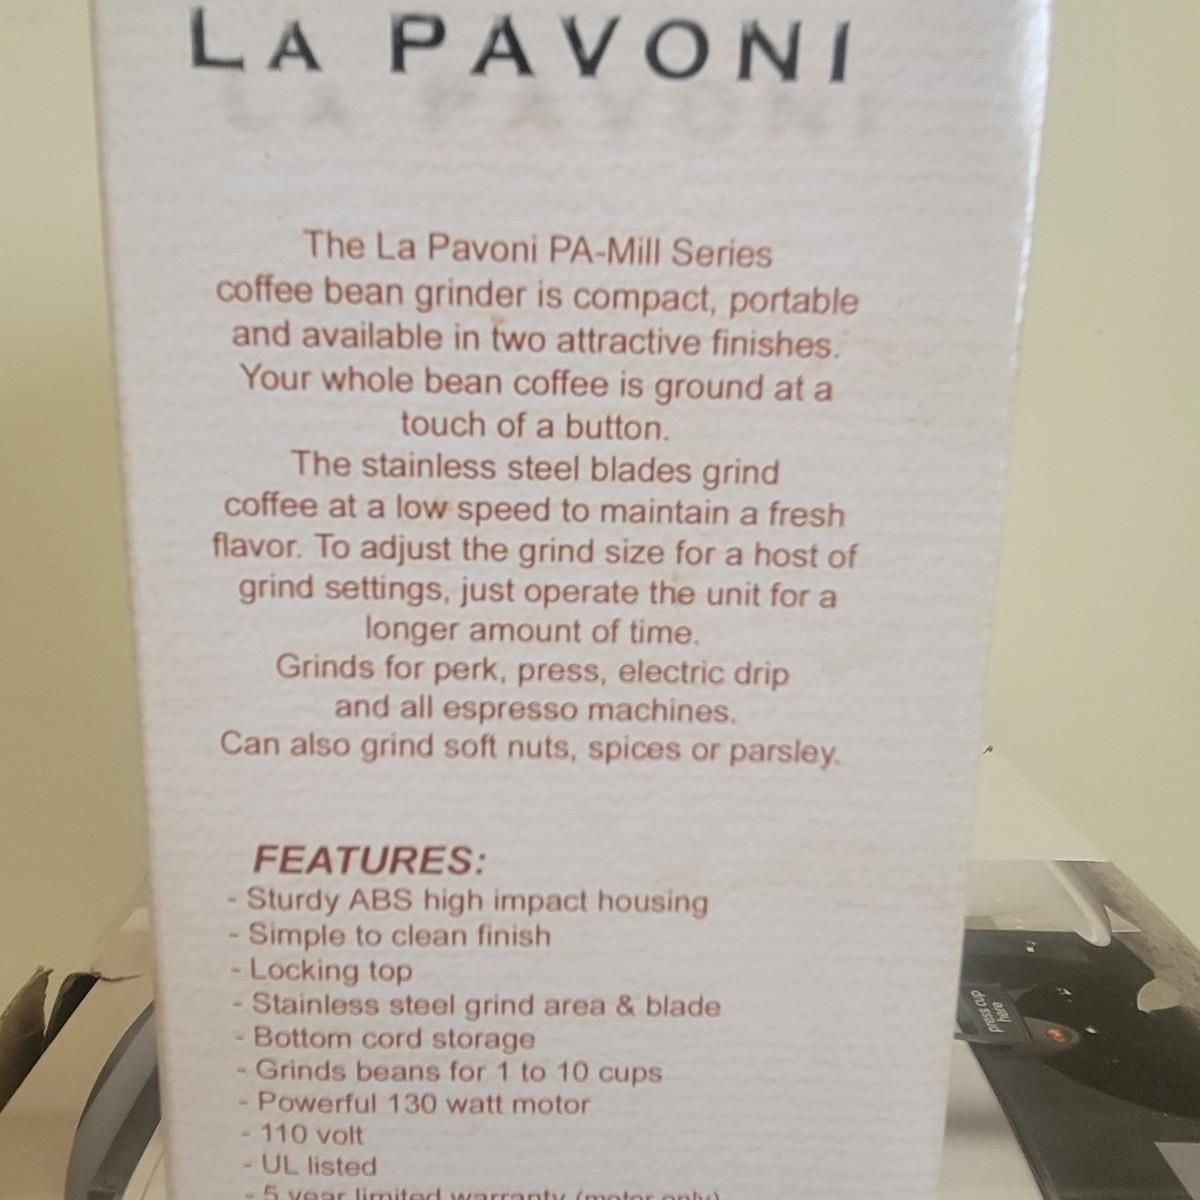 LA PAVONI
The La Pavoni PA-Mill Series
coffee bean grinder is compact, portable
and available in two attractive finishes.
Your whole bean coffee is ground at a
touch of a button.
The stainless steel blades grind
coffee at a low speed to maintain a fresh
flavor. To adjust the grind size for a host of
grind settings, just operate the unit for a
longer amount of time.
Grinds for perk, press, electric drip
and all espresso machines.
Can also grind soft nuts, spices or parsley.
FEATURES:
- Sturdy ABS high impact housing
- Simple to clean finish
- Locking top
- Stainless steel grind area & blade
- Bottom cord storage
- Grinds beans for 1 to 10 cups
- Powerful 130 watt motor
- 110 volt
- UL listed
- 5 year limited warranty (motor only)
press cup
here